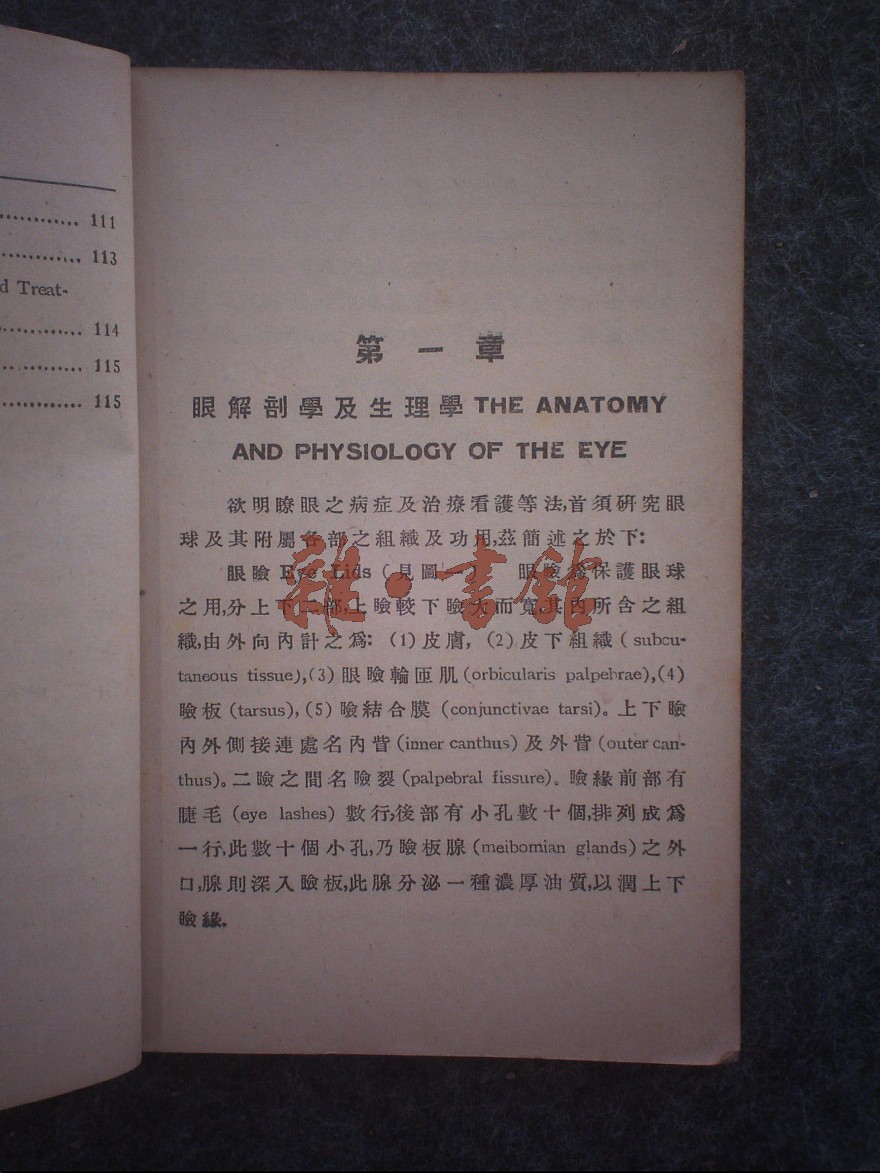 111
113
d Treat-
114
115
115
第一章
眼解剖學及生理學 THE ANATOMY
AND PHYSIOLOGY OF THE EYE
欲明瞭眼之病症及治療看護等法,首須硏究眼
球及其附屬各部之組織及功用,茲簡述之於下:
眼瞼 Eye Lids (見圖 眼瞼爲保護眼球
之用,分上下二部,上瞼較下瞼大而寬,其內所含之組
織,由外向內計之爲: (1)皮膚, (2)皮下組織 (subcu-
taneous tissue),(3)眼瞼輪匝肌(orbicularis palpebrae),(4)
瞼板 (tarsus), (5) 瞼結合膜 (conjunctivae tarsi)。上下瞼
內外側接連處名內眥 (inner canthus) 及外眥 (outer can-
thus)。二瞼之間名瞼裂 (palpebral fissure)。瞼緣前部有
睫毛 (eye lashes) 數行,後部有小孔數十個,排列成爲
一行,此數十個小孔,乃瞼板腺 (meibomian glands) 之外
口,腺則深入瞼板,此腺分泌一種濃厚油質,以潤上下
瞼緣.
雜·書館